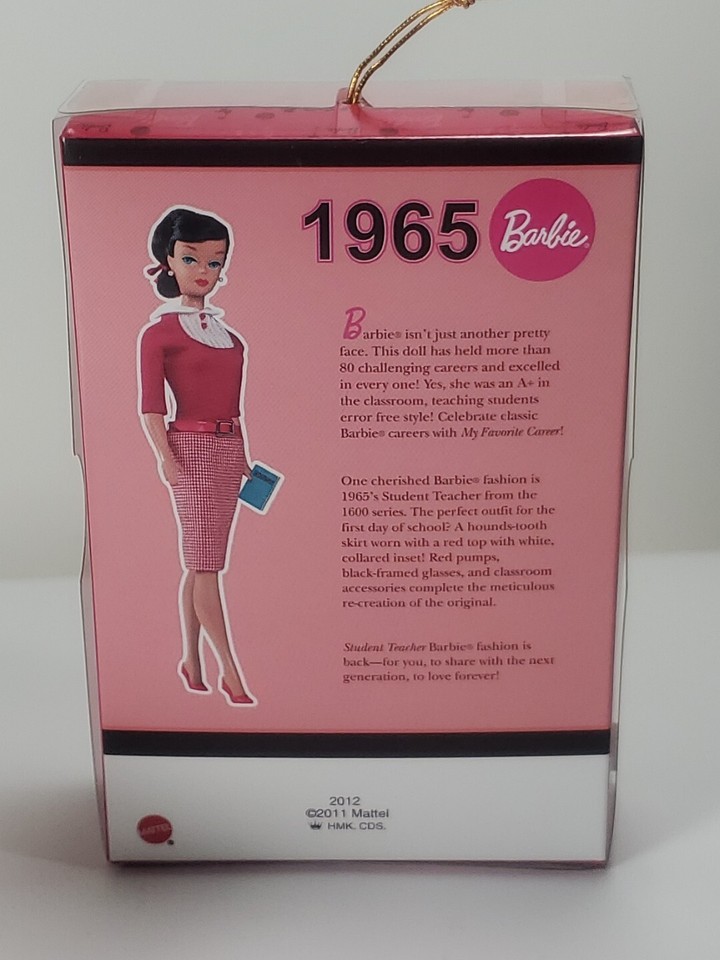 1965 Barbie®
Barbie® isn't just another pretty
face. This doll has held more than
80 challenging careers and excelled
in every one! Yes, she was an A+ in
the classroom, teaching students
error free style! Celebrate classic
Barbie® careers with My Favorite Career!
One cherished Barbie® fashion is
1965's Student Teacher from the
1600 series. The perfect outfit for the
first day of school? A hounds-tooth
skirt worn with a red top with white,
collared inset! Red pumps,
black-framed glasses, and classroom
accessories complete the meticulous
re-creation of the original.
Student Teacher Barbie® fashion is
back—for you, to share with the next
generation, to love forever!
2012
©2011 Mattel
HMK. CDS.
MATTEL®